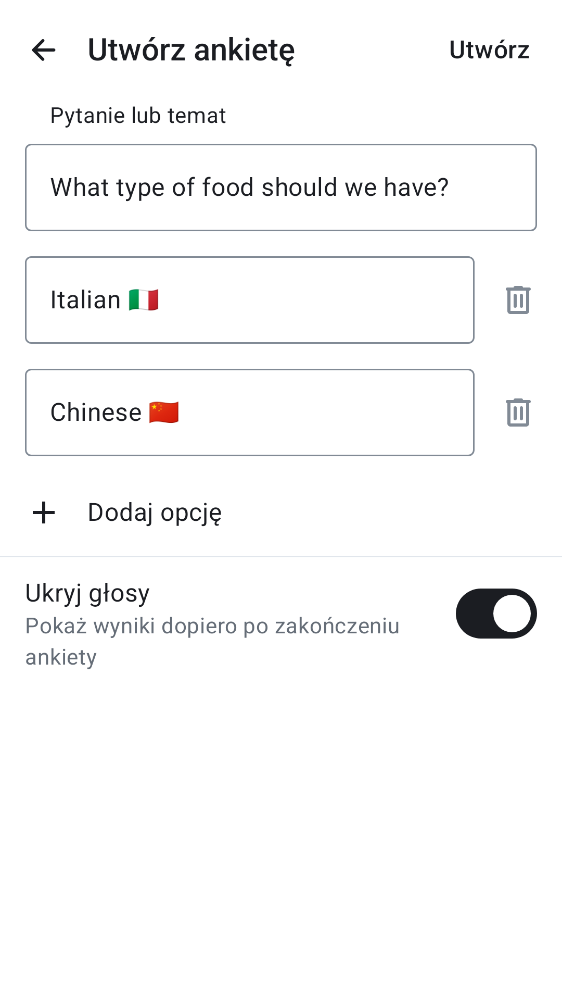 Utwórz ankietę
Utwórz
Pytanie lub temat
What type of food should we have?
Italian 🇮🇹
Chinese 🇨🇳
Dodaj opcję
Ukryj głosy
Pokaż wyniki dopiero po zakończeniu
ankiety